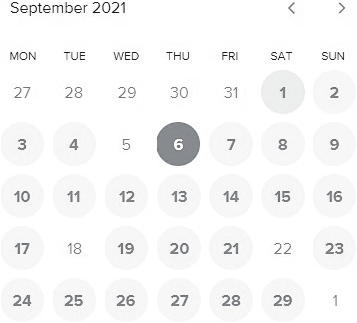 September 2021
MON TUE WED THU FRI SAT SUN
27 28 29 30 31 1 2
3 4 5 6 7 8 9
10 11 12 13 14 15 16
17 18 19 20 21 22 23
24 25 26 27 28 29 1